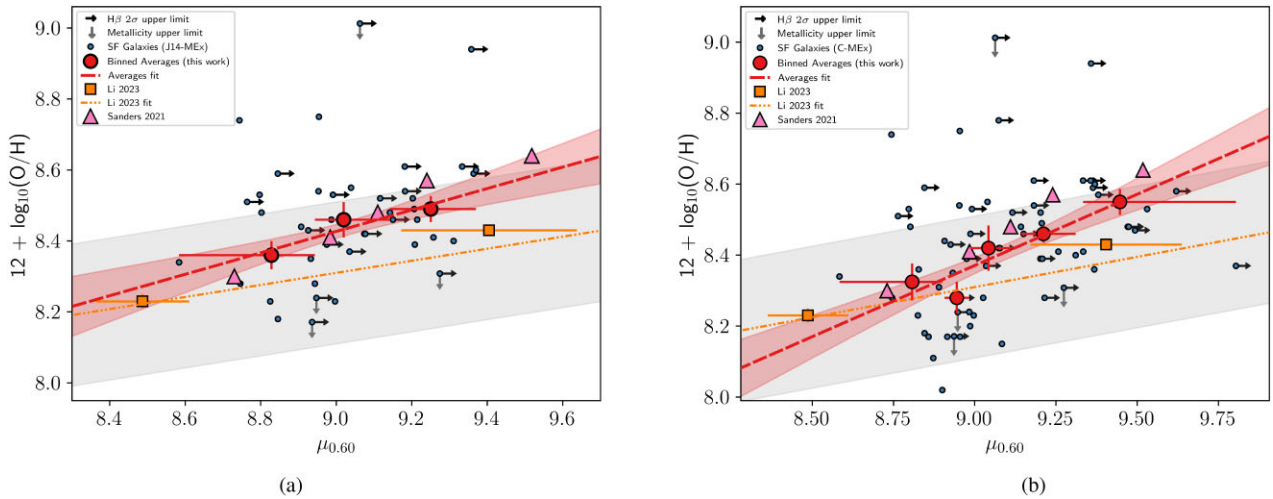 Hβ 2σ upper limit
Metallicity upper limit
SF Galaxies (J14-MEx)
Binned Averages (this work)
Averages fit
Li 2023
Li 2023 fit
Sanders 2021
12 + log₁₀(O/H)
9.0
8.8
8.6
8.4
8.2
8.0
8.4 8.6 8.8 9.0 9.2 9.4 9.6
μ₀.₆₀
(a)
Hβ 2σ upper limit
Metallicity upper limit
SF Galaxies (C-MEx)
Binned Averages (this work)
Averages fit
Li 2023
Li 2023 fit
Sanders 2021
12 + log₁₀(O/H)
9.0
8.8
8.6
8.4
8.2
8.0
8.50 8.75 9.00 9.25 9.50 9.75
μ₀.₆₀
(b)